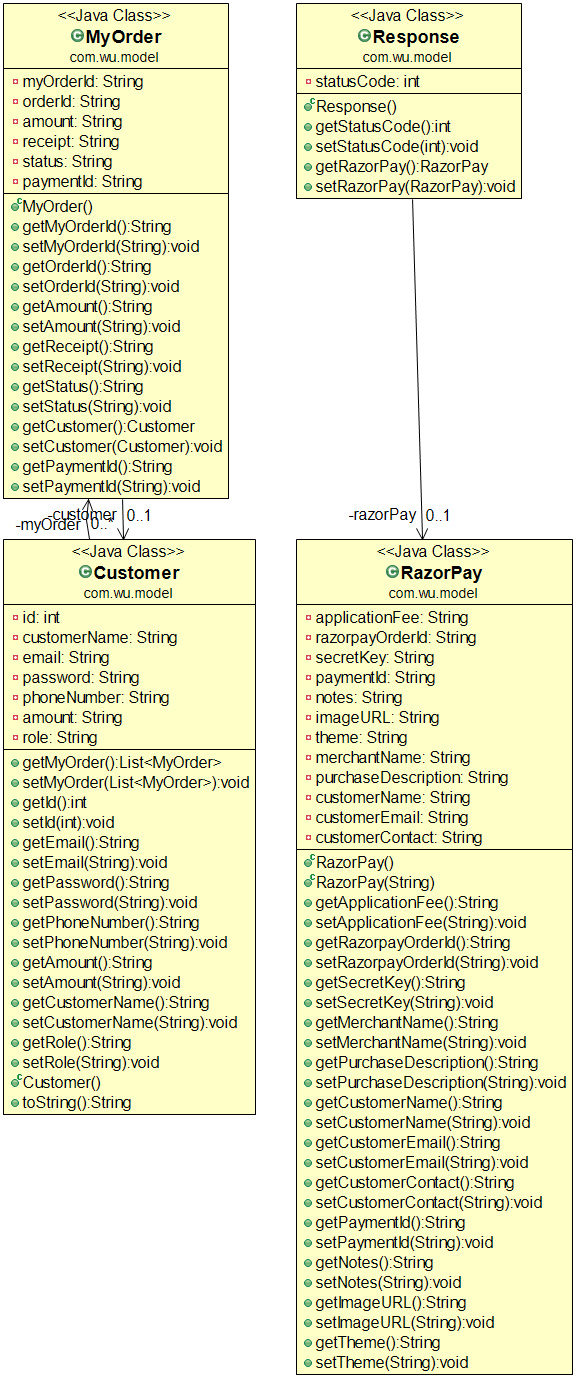 <<Java Class>>
MyOrder
com.wu.model
myOrderId: String
orderId: String
amount: String
receipt: String
status: String
paymentId: String
MyOrder()
getMyOrderId():String
setMyOrderId(String):void
getOrderId():String
setOrderId(String):void
getAmount():String
setAmount(String):void
getReceipt():String
setReceipt(String):void
getStatus():String
setStatus(String):void
getCustomer():Customer
setCustomer(Customer):void
getPaymentId():String
setPaymentId(String):void
<<Java Class>>
Response
com.wu.model
statusCode: int
Response()
getStatusCode():int
setStatusCode(int):void
getRazorPay():RazorPay
setRazorPay(RazorPay):void
-customer 0..1
-myOrder 0..*
-razorPay 0..1
<<Java Class>>
Customer
com.wu.model
id: int
customerName: String
email: String
password: String
phoneNumber: String
amount: String
role: String
getMyOrder():List<MyOrder>
setMyOrder(List<MyOrder>):void
getId():int
setId(int):void
getEmail():String
setEmail(String):void
getPassword():String
setPassword(String):void
getPhoneNumber():String
setPhoneNumber(String):void
getAmount():String
setAmount(String):void
getCustomerName():String
setCustomerName(String):void
getRole():String
setRole(String):void
Customer()
toString():String
<<Java Class>>
RazorPay
com.wu.model
applicationFee: String
razorpayOrderId: String
secretKey: String
paymentId: String
notes: String
imageURL: String
theme: String
merchantName: String
purchaseDescription: String
customerName: String
customerEmail: String
customerContact: String
RazorPay()
RazorPay(String)
getApplicationFee():String
setApplicationFee(String):void
getRazorpayOrderId():String
setRazorpayOrderId(String):void
getSecretKey():String
setSecretKey(String):void
getMerchantName():String
setMerchantName(String):void
getPurchaseDescription():String
setPurchaseDescription(String):void
getCustomerName():String
setCustomerName(String):void
getCustomerEmail():String
setCustomerEmail(String):void
getCustomerContact():String
setCustomerContact(String):void
getPaymentId():String
setPaymentId(String):void
getNotes():String
setNotes(String):void
getImageURL():String
setImageURL(String):void
getTheme():String
setTheme(String):void